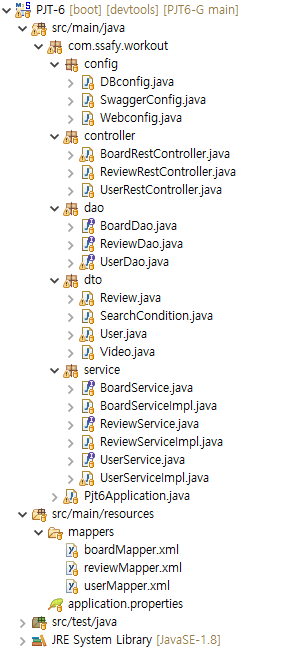 PJT-6 [boot] [devtools] [PJT6-G main]
src/main/java
com.ssafy.workout
config
DBconfig.java
SwaggerConfig.java
Webconfig.java
controller
BoardRestController.java
ReviewRestController.java
UserRestController.java
dao
BoardDao.java
ReviewDao.java
UserDao.java
dto
Review.java
SearchCondition.java
User.java
Video.java
service
BoardService.java
BoardServiceImpl.java
ReviewService.java
ReviewServiceImpl.java
UserService.java
UserServiceImpl.java
Pjt6Application.java
src/main/resources
mappers
boardMapper.xml
reviewMapper.xml
userMapper.xml
application.properties
src/test/java
JRE System Library [JavaSE-1.8]